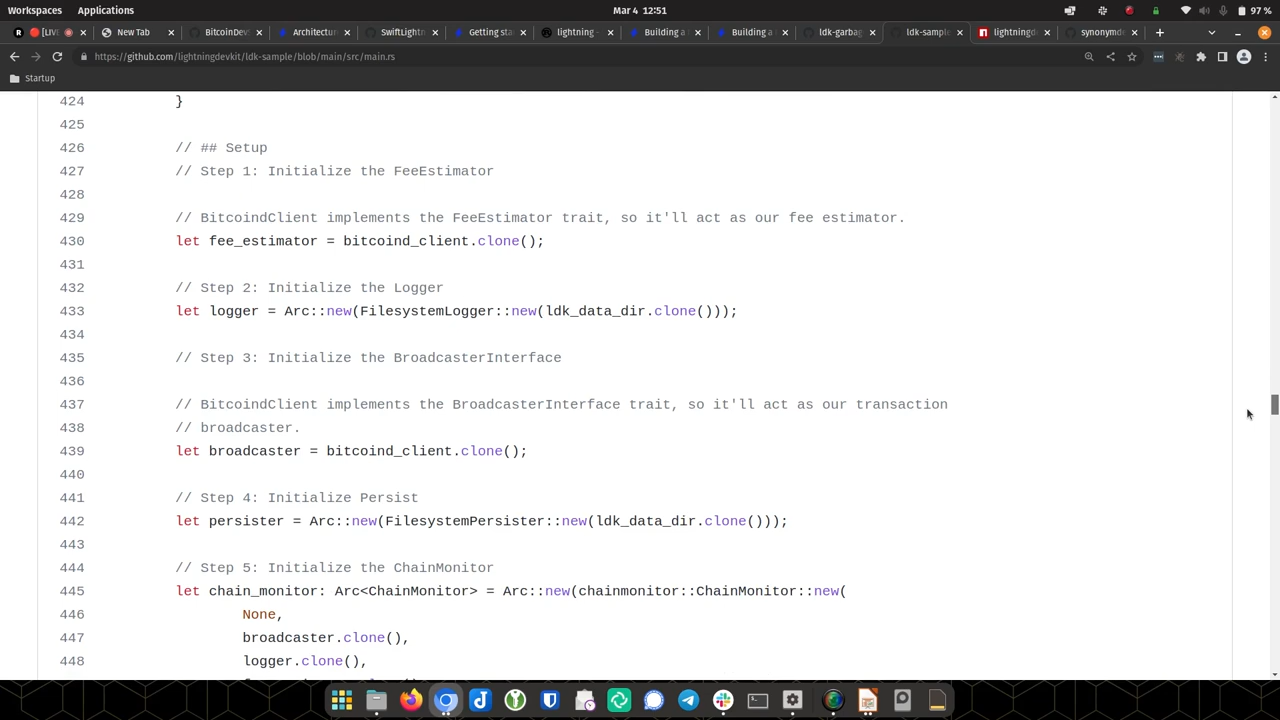 Workspaces Applications Mar 4 12:51 97 %
[LIV New Tab BitcoinDevs Architectur SwiftLight Getting sta lightning - Building a Building a ldk-garbag ldk-sample lightningd synonymde
https://github.com/lightningdevkit/ldk-sample/blob/main/src/main.rs
Startup
424 }
425
426 // ## Setup
427 // Step 1: Initialize the FeeEstimator
428
429 // BitcoindClient implements the FeeEstimator trait, so it'll act as our fee estimator.
430 let fee_estimator = bitcoind_client.clone();
431
432 // Step 2: Initialize the Logger
433 let logger = Arc::new(FilesystemLogger::new(ldk_data_dir.clone()));
434
435 // Step 3: Initialize the BroadcasterInterface
436
437 // BitcoindClient implements the BroadcasterInterface trait, so it'll act as our transaction
438 // broadcaster.
439 let broadcaster = bitcoind_client.clone();
440
441 // Step 4: Initialize Persist
442 let persister = Arc::new(FilesystemPersister::new(ldk_data_dir.clone()));
443
444 // Step 5: Initialize the ChainMonitor
445 let chain_monitor: Arc<ChainMonitor> = Arc::new(chainmonitor::ChainMonitor::new(
446 None,
447 broadcaster.clone(),
448 logger.clone(),